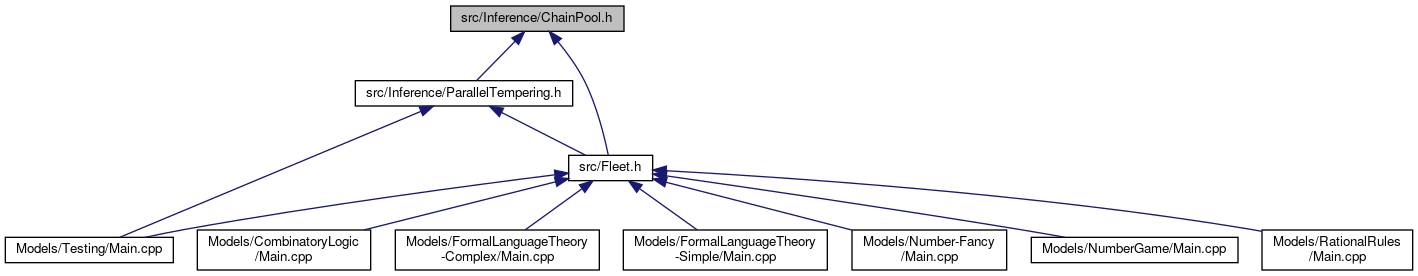 src/Inference/ChainPool.h
src/Inference/ParallelTempering.h
src/Fleet.h
Models/Testing/Main.cpp
Models/CombinatoryLogic
/Main.cpp
Models/FormalLanguageTheory
-Complex/Main.cpp
Models/FormalLanguageTheory
-Simple/Main.cpp
Models/Number-Fancy
/Main.cpp
Models/NumberGame/Main.cpp
Models/RationalRules
/Main.cpp